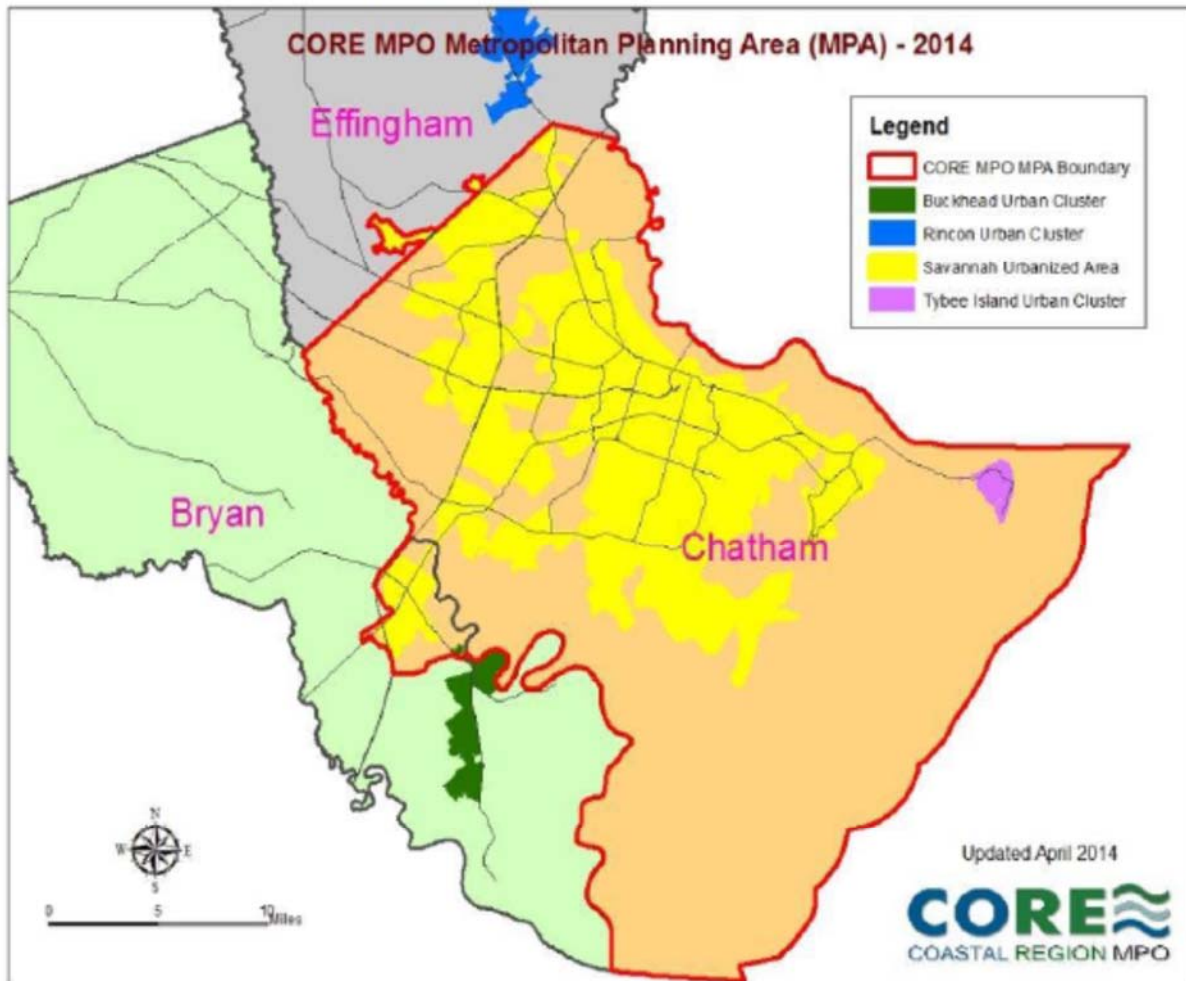 CORE MPO Metropolitan Planning Area (MPA) - 2014
Effingham
Legend
CORE MPO MPA Boundary
Buckhead Urban Cluster
Rincon Urban Cluster
Savannah Urbanized Area
Tybee Island Urban Cluster
Bryan
Chatham
N
W E
S
0 5 10 Miles
Updated April 2014
CORE
COASTAL REGION MPO